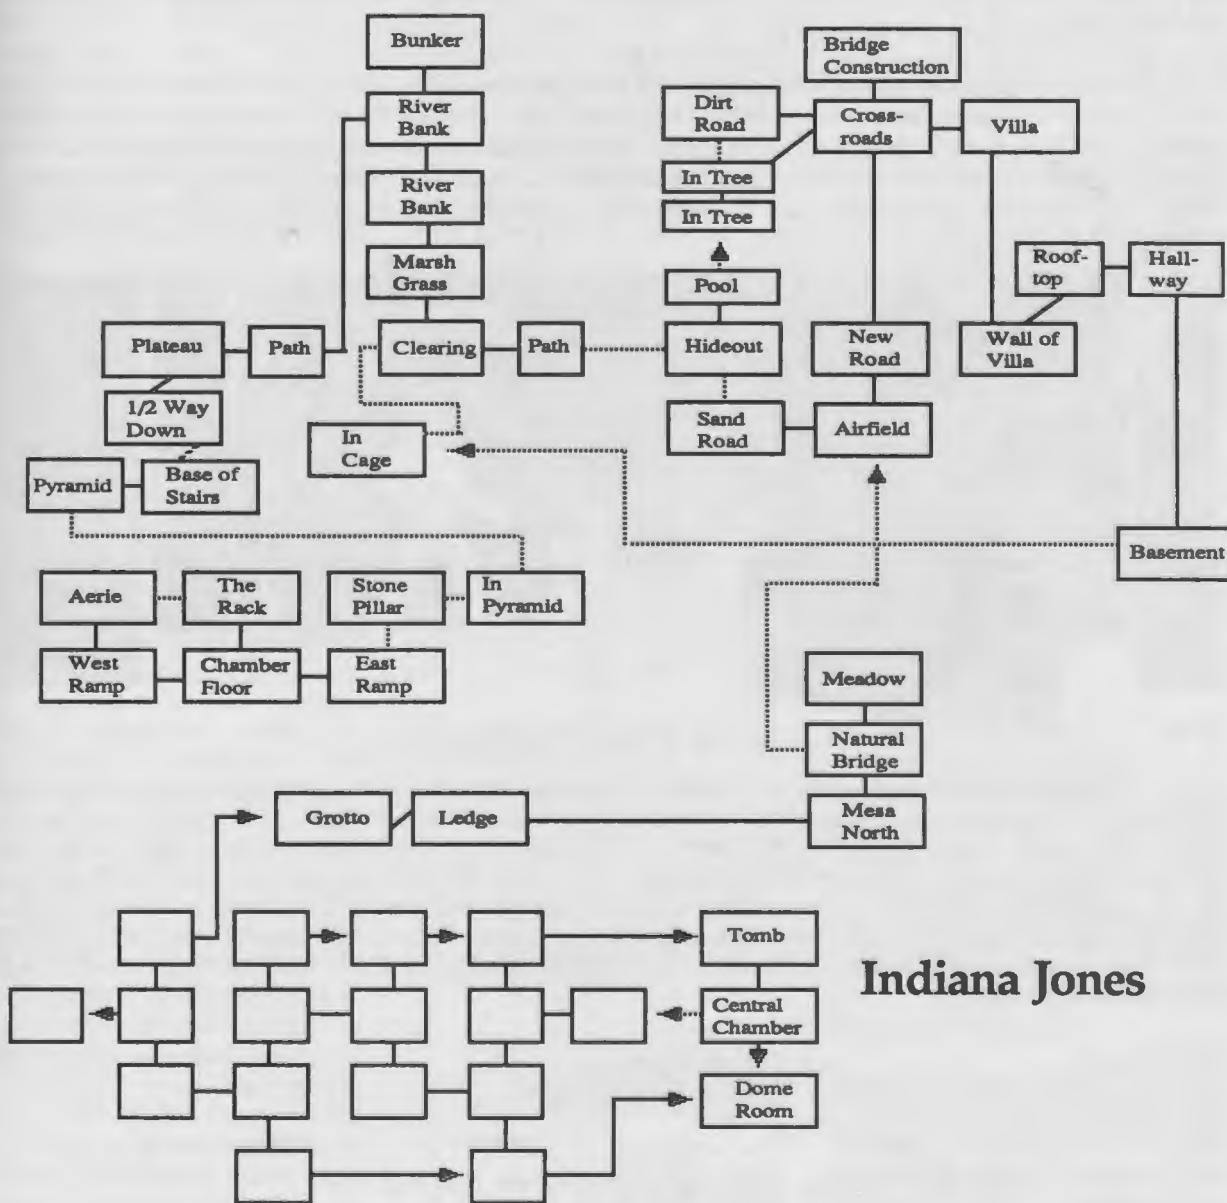 Bunker
Bridge
Construction
River
Bank
Dirt
Road
Cross-
roads
Villa
River
Bank
In Tree
In Tree
Marsh
Grass
Pool
Roof-
top
Hall-
way
Plateau
Path
Clearing
Path
Hideout
New
Road
Wall of
Villa
1/2 Way
Down
In
Cage
Sand
Road
Airfield
Pyramid
Base of
Stairs
Basement
Aerie
The
Rack
Stone
Pillar
In
Pyramid
West
Ramp
Chamber
Floor
East
Ramp
Meadow
Natural
Bridge
Grotto
Ledge
Mesa
North
Tomb
Indiana Jones
Central
Chamber
Dome
Room